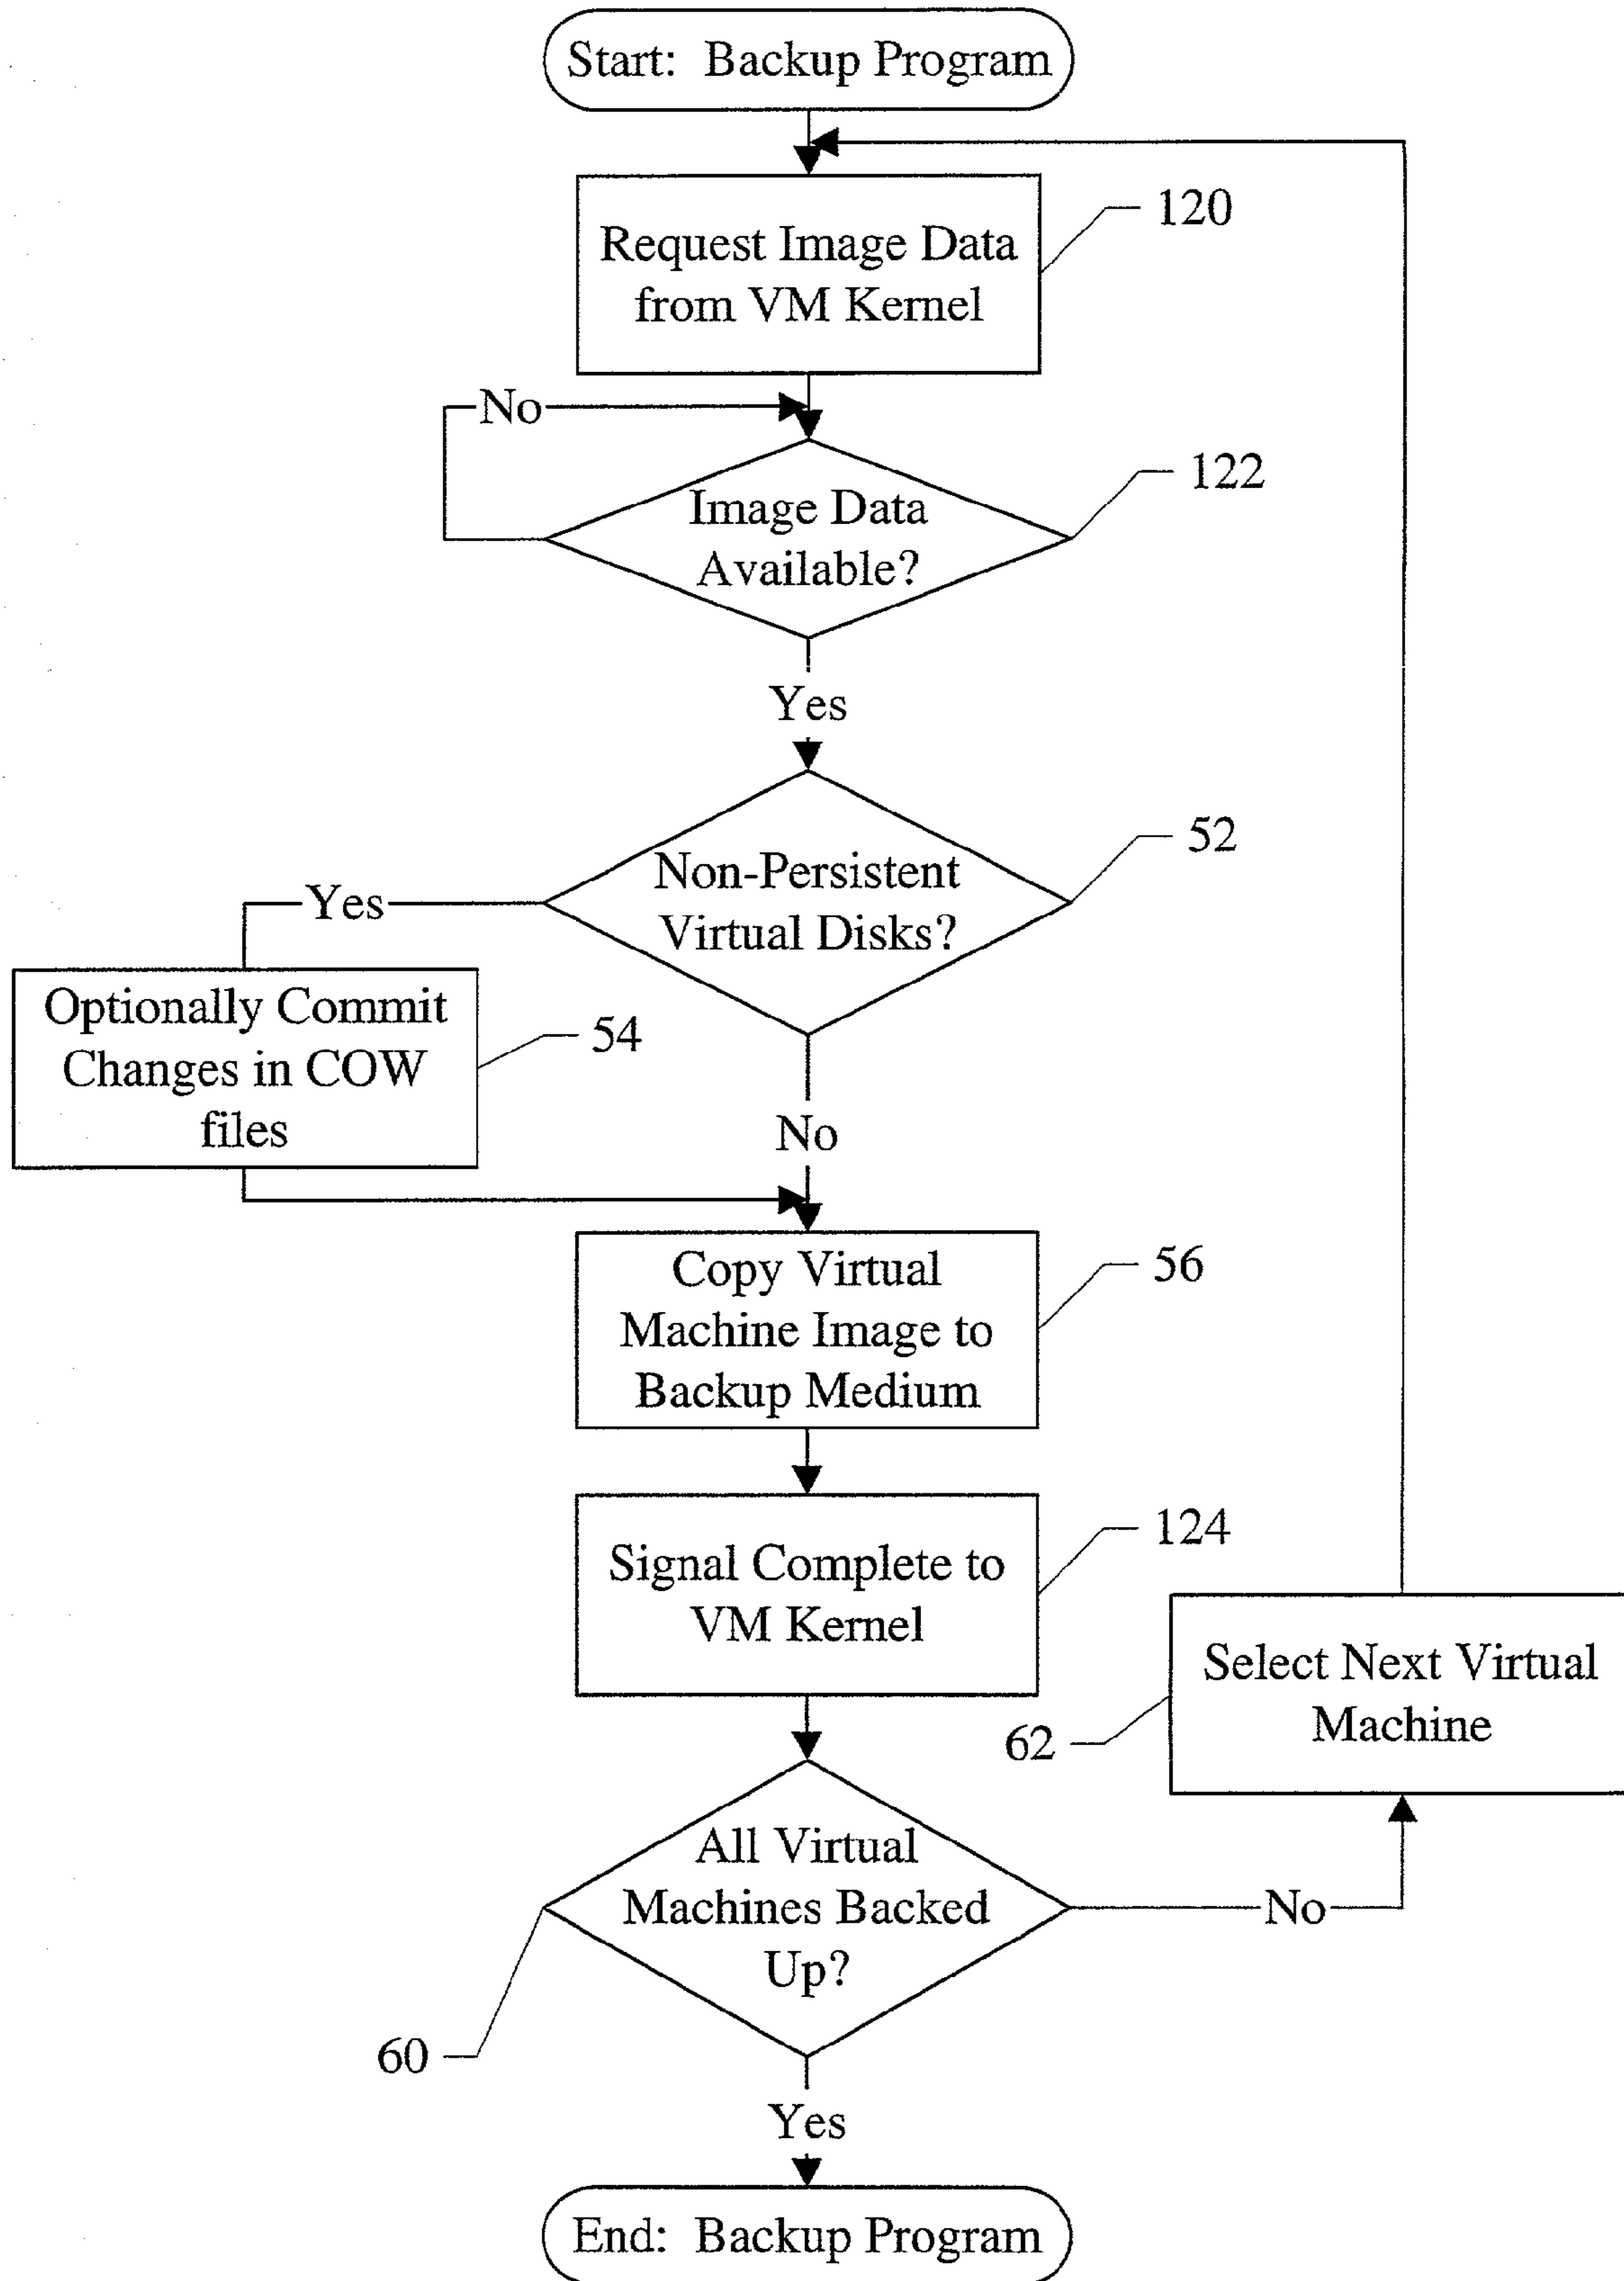 Start: Backup Program
120
Request Image Data
from VM Kernel
No
122
Image Data
Available?
Yes
52
Non-Persistent
Virtual Disks?
Yes
Optionally Commit
Changes in COW
files
54
No
Copy Virtual
Machine Image to
Backup Medium
56
124
Signal Complete to
VM Kernel
Select Next Virtual
Machine
62
All Virtual
Machines Backed
Up?
No
60
Yes
End: Backup Program